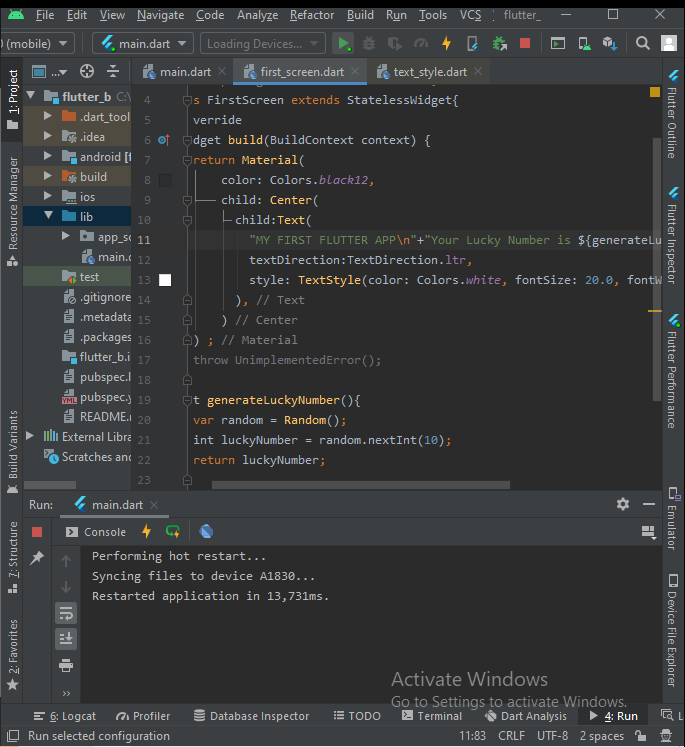 File Edit View Navigate Code Analyze Refactor Build Run Tools VCS flutter_
(mobile) main.dart Loading Devices...
main.dart first_screen.dart text_style.dart
1: Project
Resource Manager
Build Variants
7: Structure
2: Favorites
flutter_b C:\
.dart_tool
.idea
android [f
build
ios
lib
app_sc
main.d
test
.gitignore
.metadata
.packages
flutter_b.i
pubspec.l
pubspec.y
README.
External Libra
Scratches and
4 s FirstScreen extends StatelessWidget{
5 verride
6 dget build(BuildContext context) {
7 return Material(
8 color: Colors.black12,
9 child: Center(
10 child:Text(
11 "MY FIRST FLUTTER APP\n"+"Your Lucky Number is ${generateLu
12 textDirection:TextDirection.ltr,
13 style: TextStyle(color: Colors.white, fontSize: 20.0, fontW
14 ), // Text
15 ) // Center
16 ) ; // Material
17 throw UnimplementedError();
18
19 t generateLuckyNumber(){
20 var random = Random();
21 int luckyNumber = random.nextInt(10);
22 return luckyNumber;
23
Flutter Outline
Flutter Inspector
Flutter Performance
Emulator
Device File Explorer
Run: main.dart
Console
Performing hot restart...
Syncing files to device A1830...
Restarted application in 13,731ms.
Activate Windows
Go to Settings to activate Windows.
6: Logcat Profiler Database Inspector TODO Terminal Dart Analysis 4: Run L
Run selected configuration 11:83 CRLF UTF-8 2 spaces